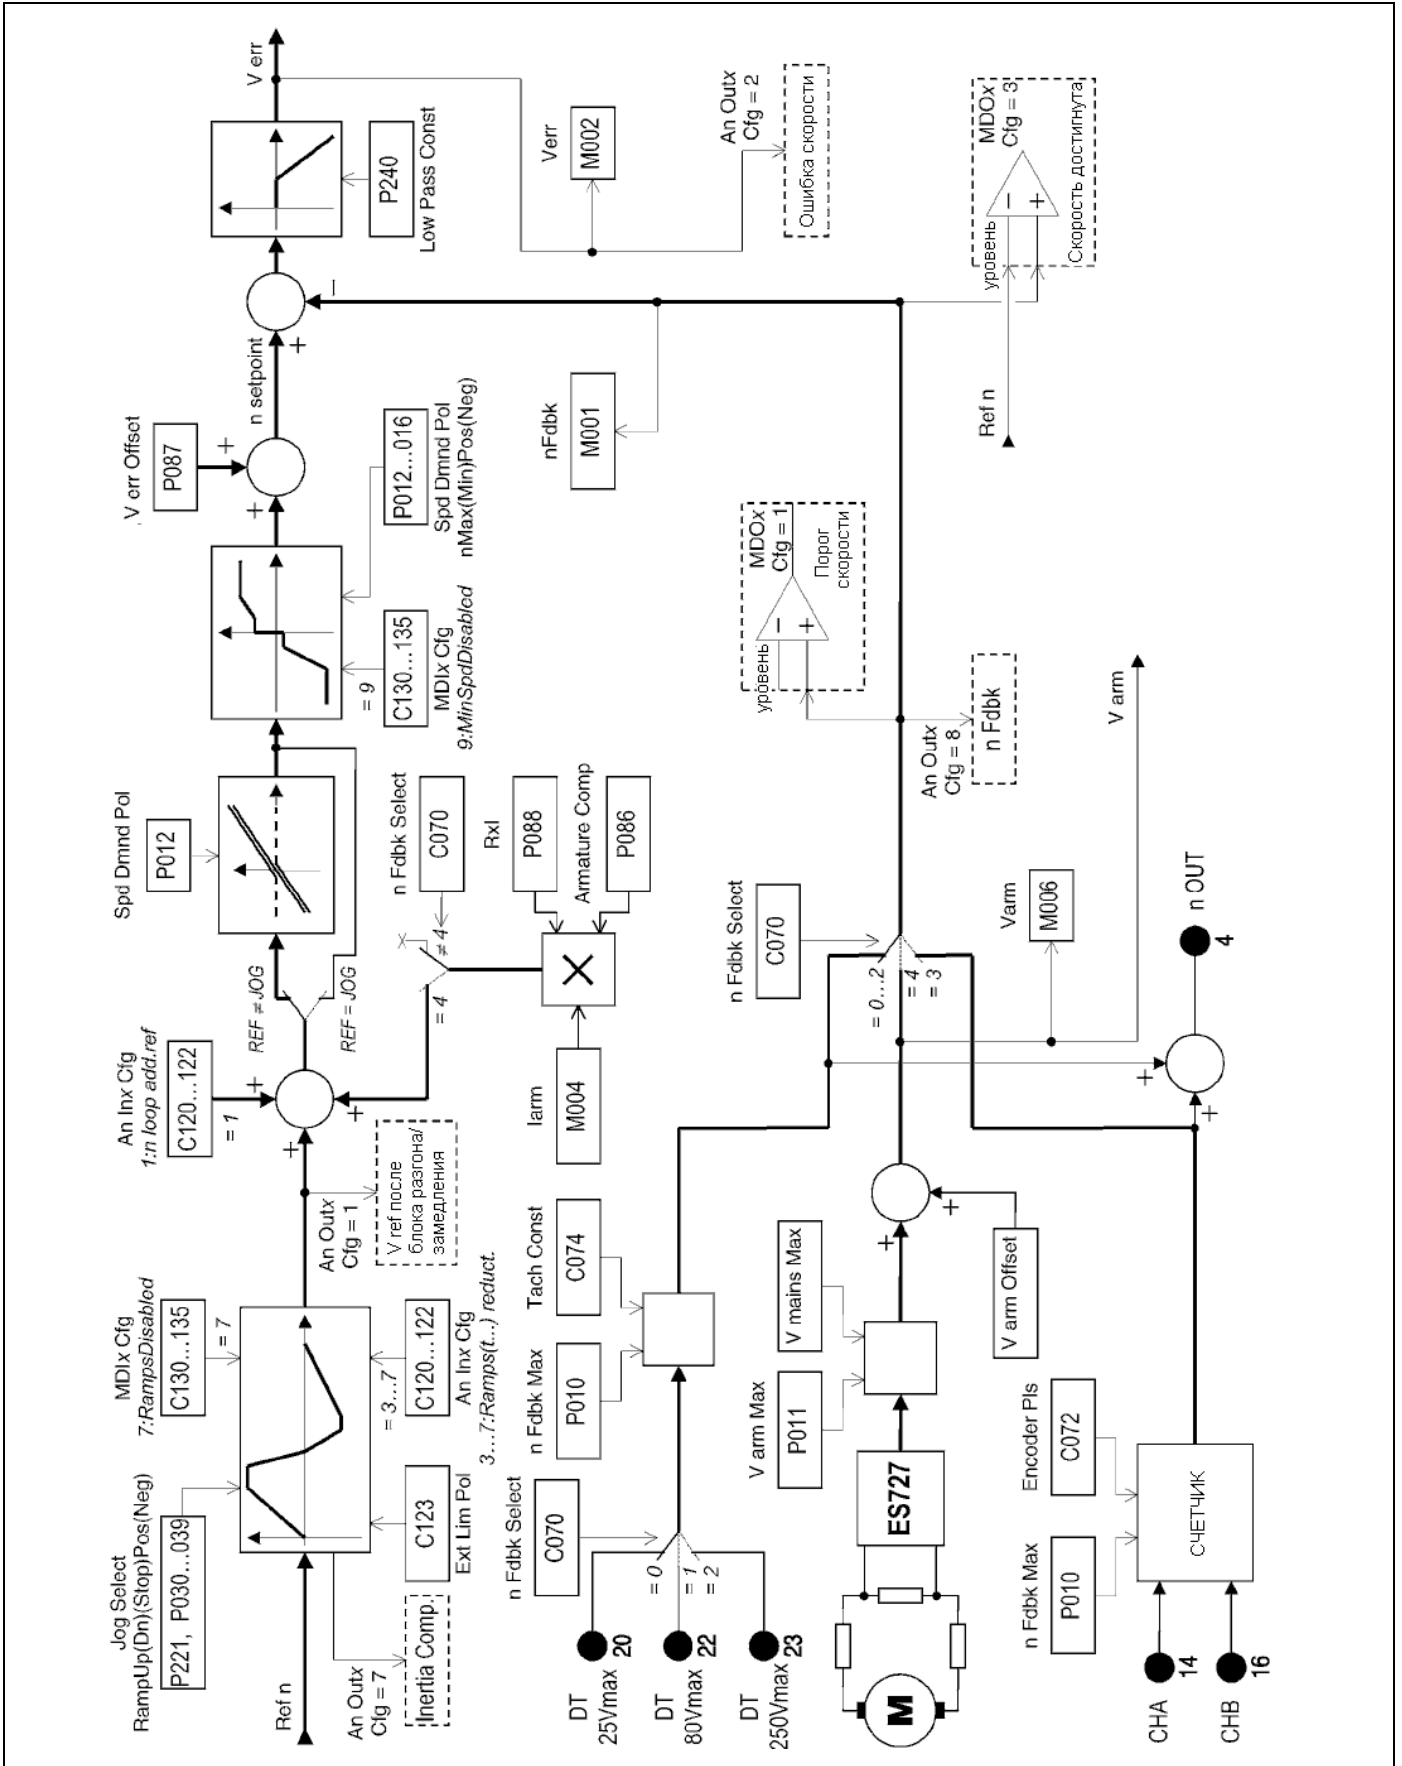 Jog Select
RampUp(Dn)(Stop)Pos(Neg)
P221, P030...039
MDIx Cfg
7:RampsDisabled
C130...135
= 7
Ref n
An Outx
Cfg = 7
Inertia Comp.
C123
Ext Lim Pol
= 3...7
C120...122
An Inx Cfg
3...7:Ramps(t...) reduct.
An Outx
Cfg = 1
V ref после
блока разгона/
замедления
An Inx Cfg
1:n loop add.ref
C120...122
= 1
+
+
+
REF ≠ JOG
REF = JOG
Spd Dmnd Pol
P012
= 9
C130...135
MDIx Cfg
9:MinSpdDisabled
P012...016
Spd Dmnd Pol
nMax(Min)Pos(Neg)
V err Offset
P087
+
+
n setpoint
+
−
P240
Low Pass Const
V err
Verr
M002
An Outx
Cfg = 2
Ошибка скорости
n Fdbk Select
C070
≠ 4
= 4
RxI
P088
Armature Comp
P086
Iarm
M004
nFdbk
M001
MDOx
Cfg = 3
уровень
−
+
Скорость достигнута
Ref n
MDOx
Cfg = 1
уровень
−
+
Порог
скорости
An Outx
Cfg = 8
n Fdbk
n Fdbk Select
C070
= 0
= 1
= 2
DT
25Vmax
20
DT
80Vmax
22
DT
250Vmax
23
n Fdbk Max
P010
Tach Const
C074
n Fdbk Select
C070
= 0...2
= 4
= 3
Varm
M006
V arm
M
ES727
V arm Max
P011
V mains Max
+
+
V arm Offset
CHA
14
CHB
16
n Fdbk Max
P010
Encoder Pls
C072
СЧЕТЧИК
+
+
n OUT
4